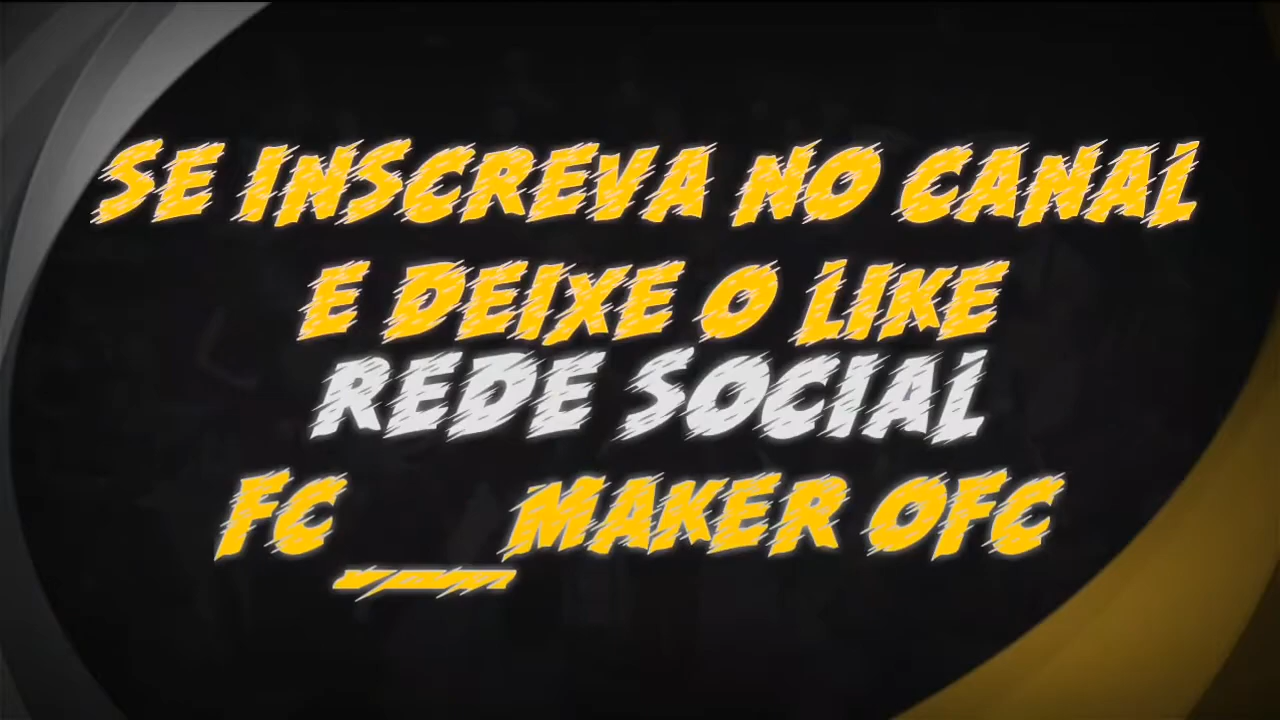 SE INSCREVA NO CANAL
E DEIXE O LIKE
REDE SOCIAL
FC__MAKER OFC